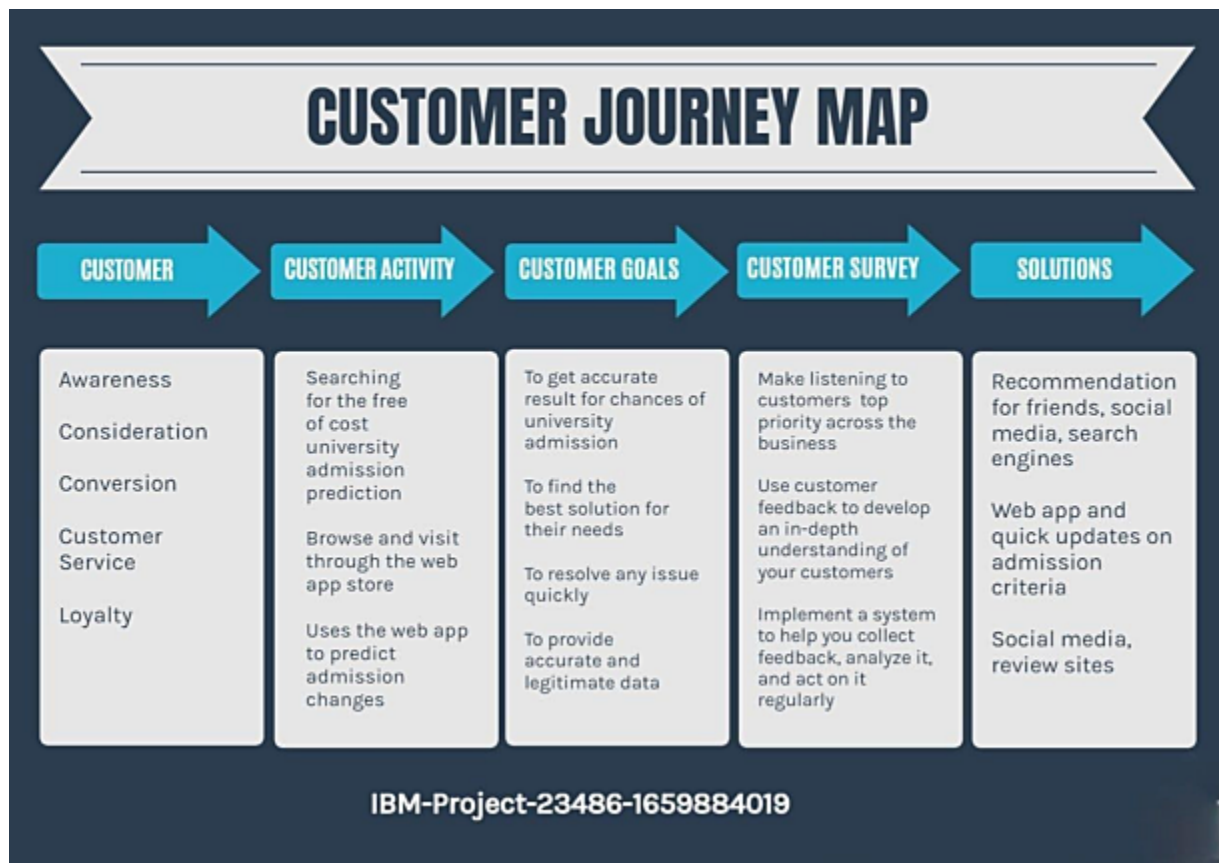 CUSTOMER JOURNEY MAP
CUSTOMER
CUSTOMER ACTIVITY
CUSTOMER GOALS
CUSTOMER SURVEY
SOLUTIONS
Awareness
Consideration
Conversion
Customer
Service
Loyalty
Searching
for the free
of cost
university
admission
prediction
Browse and visit
through the web
app store
Uses the web app
to predict
admission
changes
To get accurate
result for chances of
university
admission
To find the
best solution for
their needs
To resolve any issue
quickly
To provide
accurate and
legitimate data
Make listening to
customers top
priority across the
business
Use customer
feedback to develop
an in-depth
understanding of
your customers
Implement a system
to help you collect
feedback, analyze it,
and act on it
regularly
Recommendation
for friends, social
media, search
engines
Web app and
quick updates on
admission
criteria
Social media,
review sites
IBM-Project-23486-1659884019